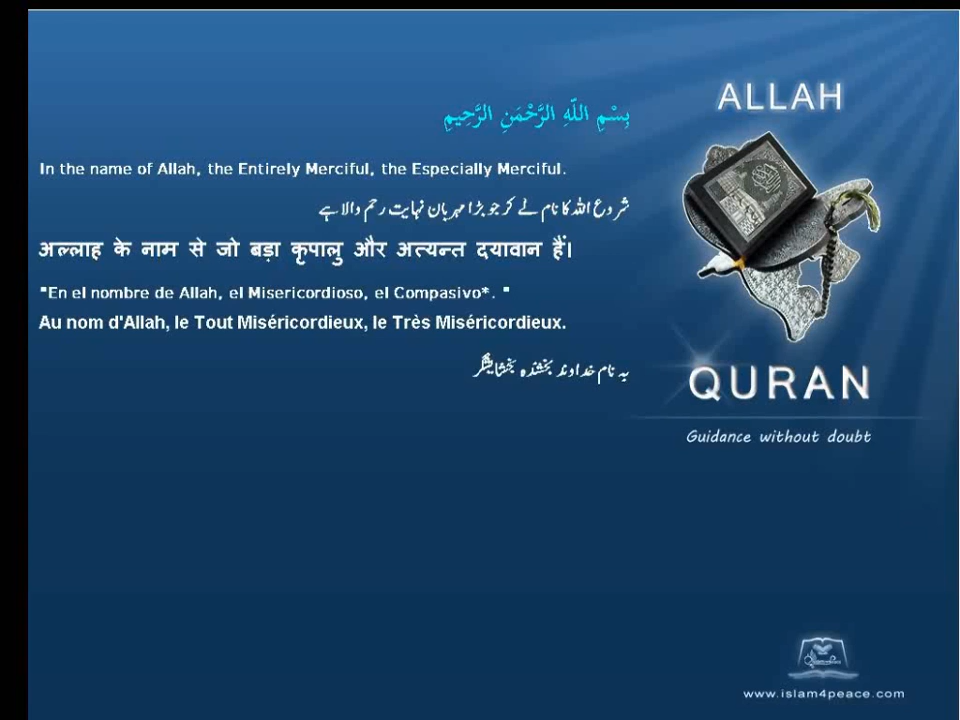 بِسْمِ اللَّهِ الرَّحْمَنِ الرَّحِيمِ
In the name of Allah, the Entirely Merciful, the Especially Merciful.
شروع الله کا نام لے کر جو بڑا مہربان نہایت رحم والا ہے
अल्लाह के नाम से जो बड़ा कृपालु और अत्यन्त दयावान हैं।
"En el nombre de Allah, el Misericordioso, el Compasivo*. "
Au nom d'Allah, le Tout Miséricordieux, le Très Miséricordieux.
به نام خداوند بخشنده بخشایشگر
ALLAH
QURAN
Guidance without doubt
www.islam4peace.com